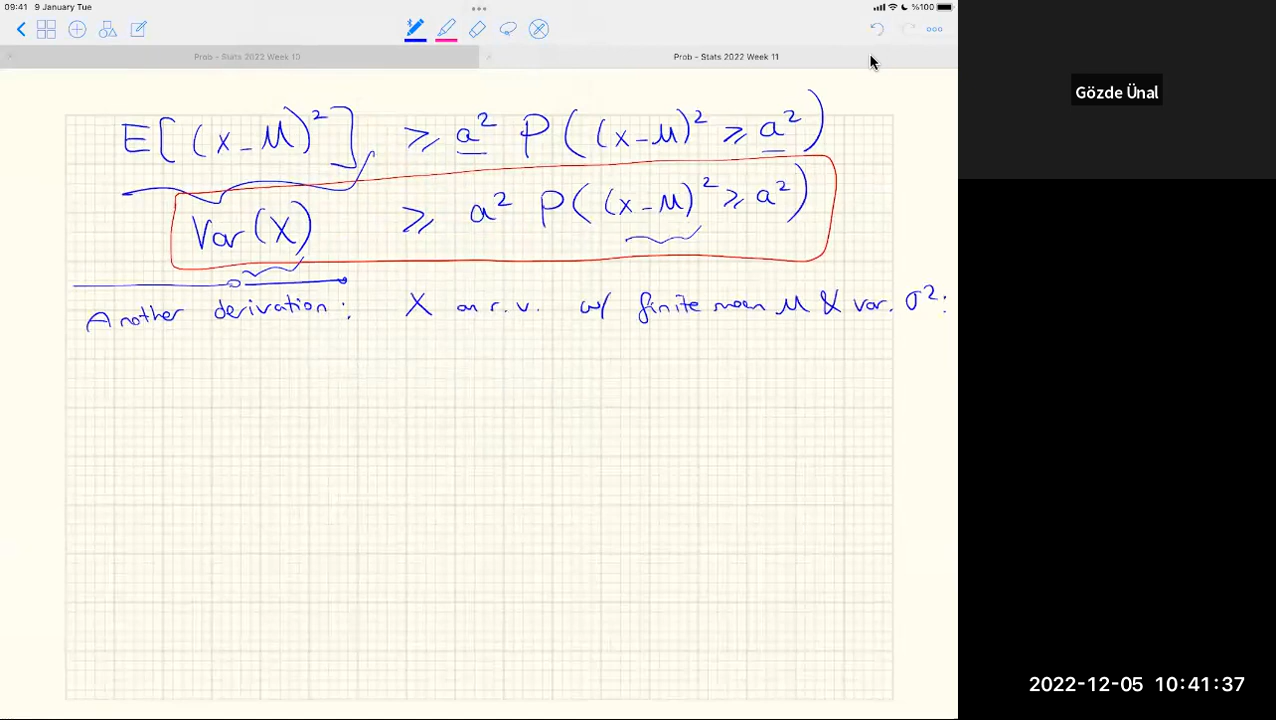 09:41 9 January Tue
%100
Prob - Stats 2022 Week 10
Prob - Stats 2022 Week 11
Gözde Ünal
E[(x-μ)²] ≥ a² P((x-μ)² ≥ a²)
Var(X) ≥ a² P((x-μ)² ≥ a²)
Another derivation: X an r.v. w/ finite mean μ & var. σ²:
2022-12-05 10:41:37